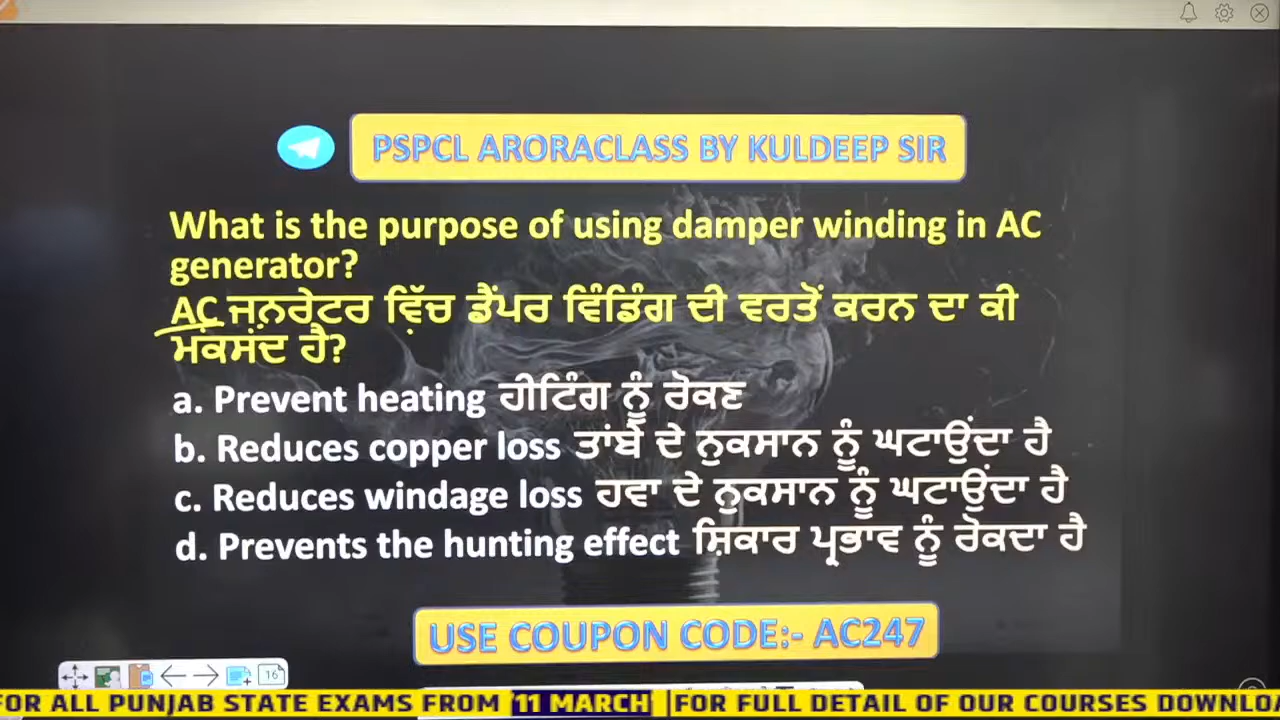 PSPCL ARORACLASS BY KULDEEP SIR
What is the purpose of using damper winding in AC
generator?
AC ਜਨਰੇਟਰ ਵਿੱਚ ਡੈਂਪਰ ਵਿੰਡਿੰਗ ਦੀ ਵਰਤੋਂ ਕਰਨ ਦਾ ਕੀ
ਮਕਸਦ ਹੈ?
a. Prevent heating ਹੀਟਿੰਗ ਨੂੰ ਰੋਕਣ
b. Reduces copper loss ਤਾਂਬੇ ਦੇ ਨੁਕਸਾਨ ਨੂੰ ਘਟਾਉਂਦਾ ਹੈ
c. Reduces windage loss ਹਵਾ ਦੇ ਨੁਕਸਾਨ ਨੂੰ ਘਟਾਉਂਦਾ ਹੈ
d. Prevents the hunting effect ਸ਼ਿਕਾਰ ਪ੍ਰਭਾਵ ਨੂੰ ਰੋਕਦਾ ਹੈ
USE COUPON CODE:- AC247
16
FOR ALL PUNJAB STATE EXAMS FROM 11 MARCH |FOR FULL DETAIL OF OUR COURSES